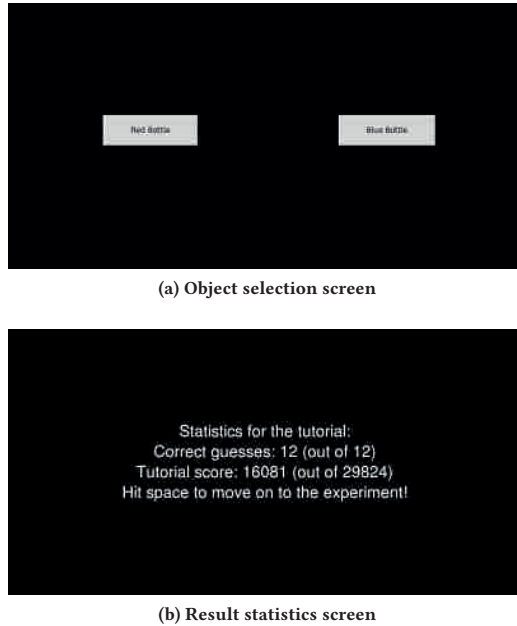 Red Bottle
Blue Bottle
(a) Object selection screen
Statistics for the tutorial:
Correct guesses: 12 (out of 12)
Tutorial score: 16081 (out of 29824)
Hit space to move on to the experiment!
(b) Result statistics screen